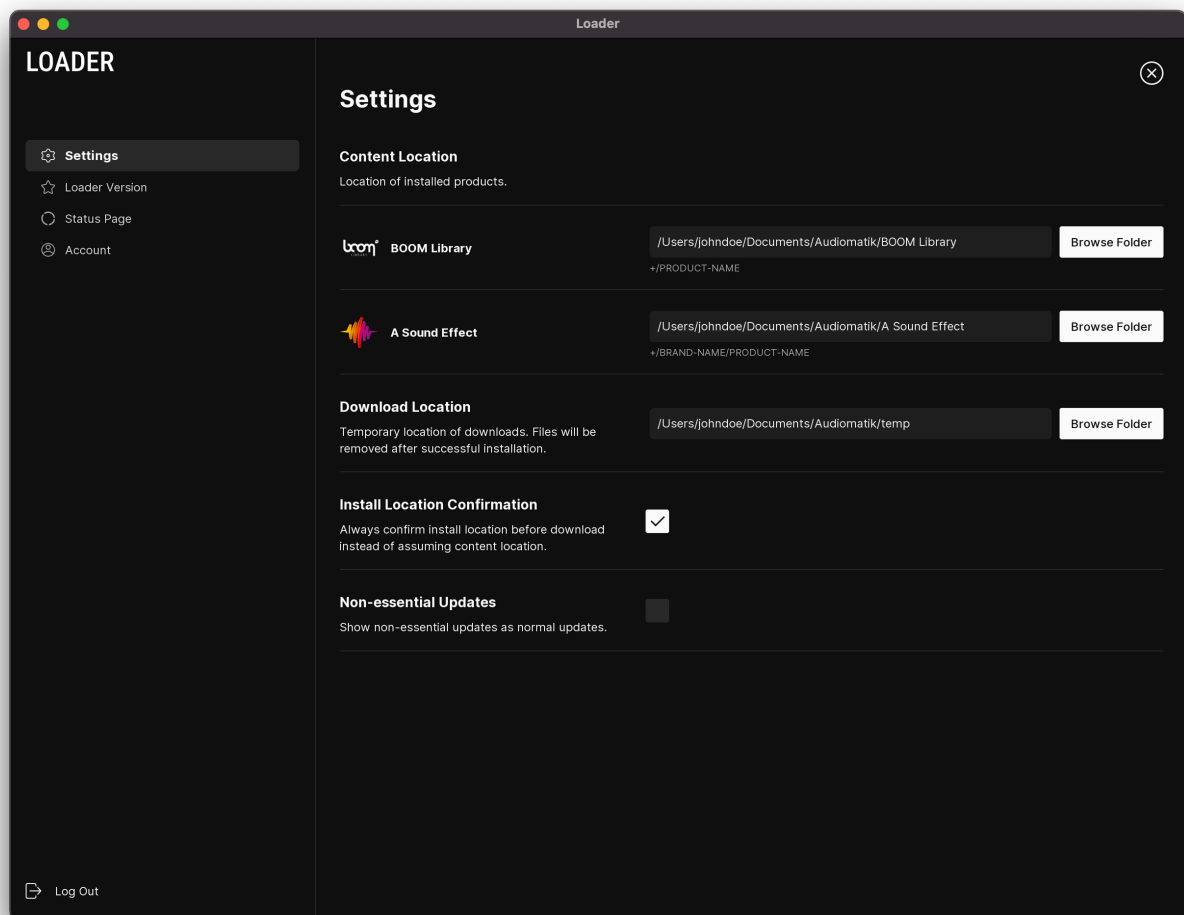 Loader
LOADER
Settings
Loader Version
Status Page
Account
Log Out
Settings
Content Location
Location of installed products.
boom
LIBRARY
BOOM Library
/Users/johndoe/Documents/Audiomatik/BOOM Library
Browse Folder
+/PRODUCT-NAME
A Sound Effect
/Users/johndoe/Documents/Audiomatik/A Sound Effect
Browse Folder
+/BRAND-NAME/PRODUCT-NAME
Download Location
Temporary location of downloads. Files will be
removed after successful installation.
/Users/johndoe/Documents/Audiomatik/temp
Browse Folder
Install Location Confirmation
Always confirm install location before download
instead of assuming content location.
Non-essential Updates
Show non-essential updates as normal updates.